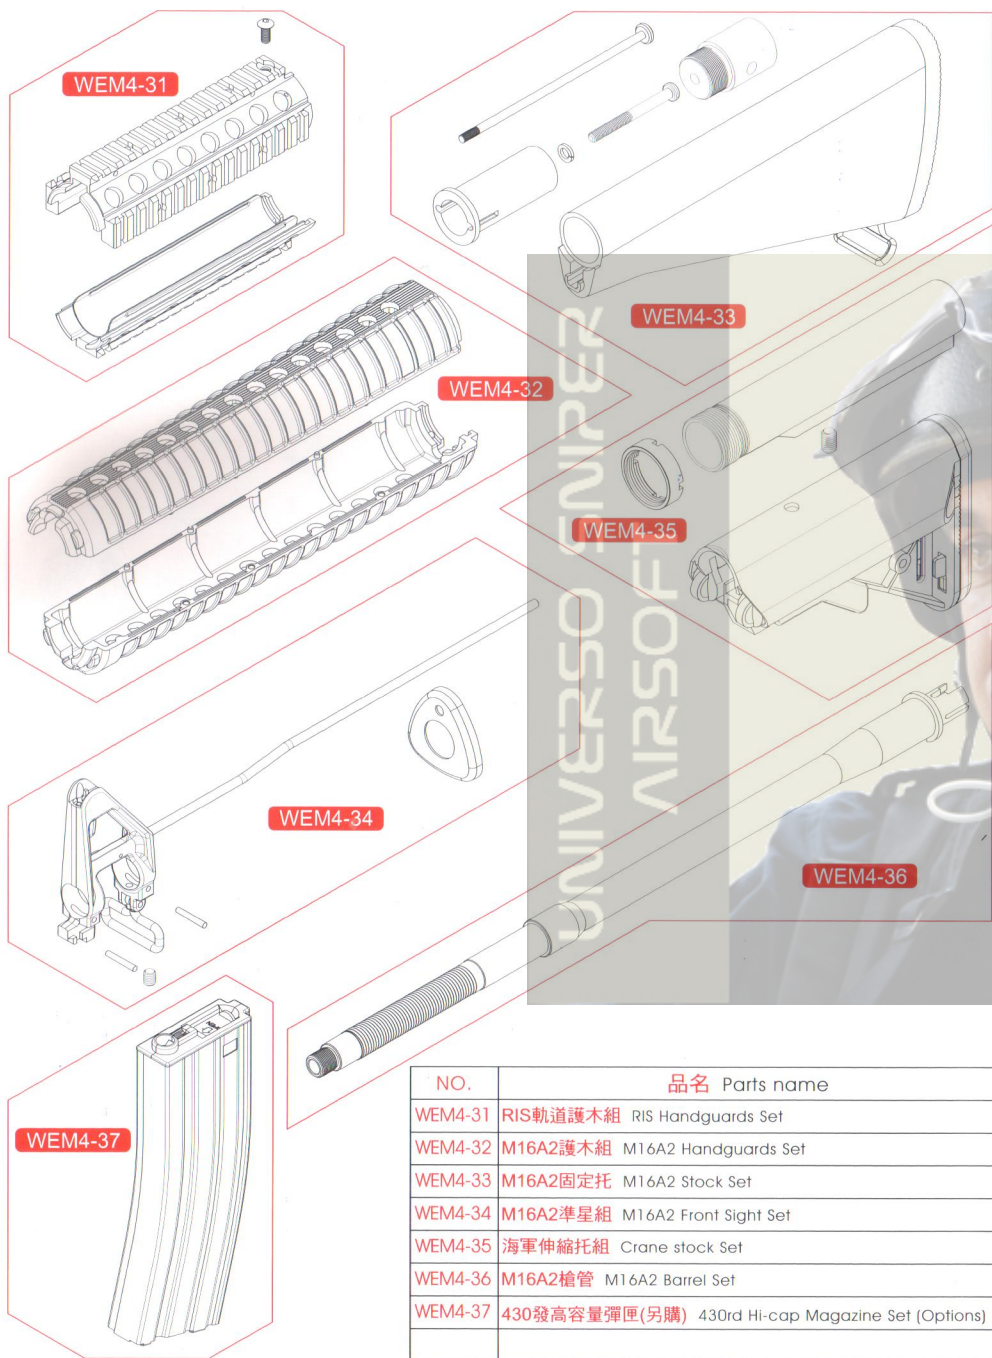 WEM4-31
WEM4-33
WEM4-32
WEM4-35
WEM4-34
WEM4-36
WEM4-37
UNIVERSO SNIPER
AIRSOFT
NO. 品名 Parts name
WEM4-31 RIS軌道護木組 RIS Handguards Set
WEM4-32 M16A2護木組 M16A2 Handguards Set
WEM4-33 M16A2固定托 M16A2 Stock Set
WEM4-34 M16A2準星組 M16A2 Front Sight Set
WEM4-35 海軍伸縮托組 Crane stock Set
WEM4-36 M16A2槍管 M16A2 Barrel Set
WEM4-37 430發高容量彈匣(另購) 430rd Hi-cap Magazine Set (Options)